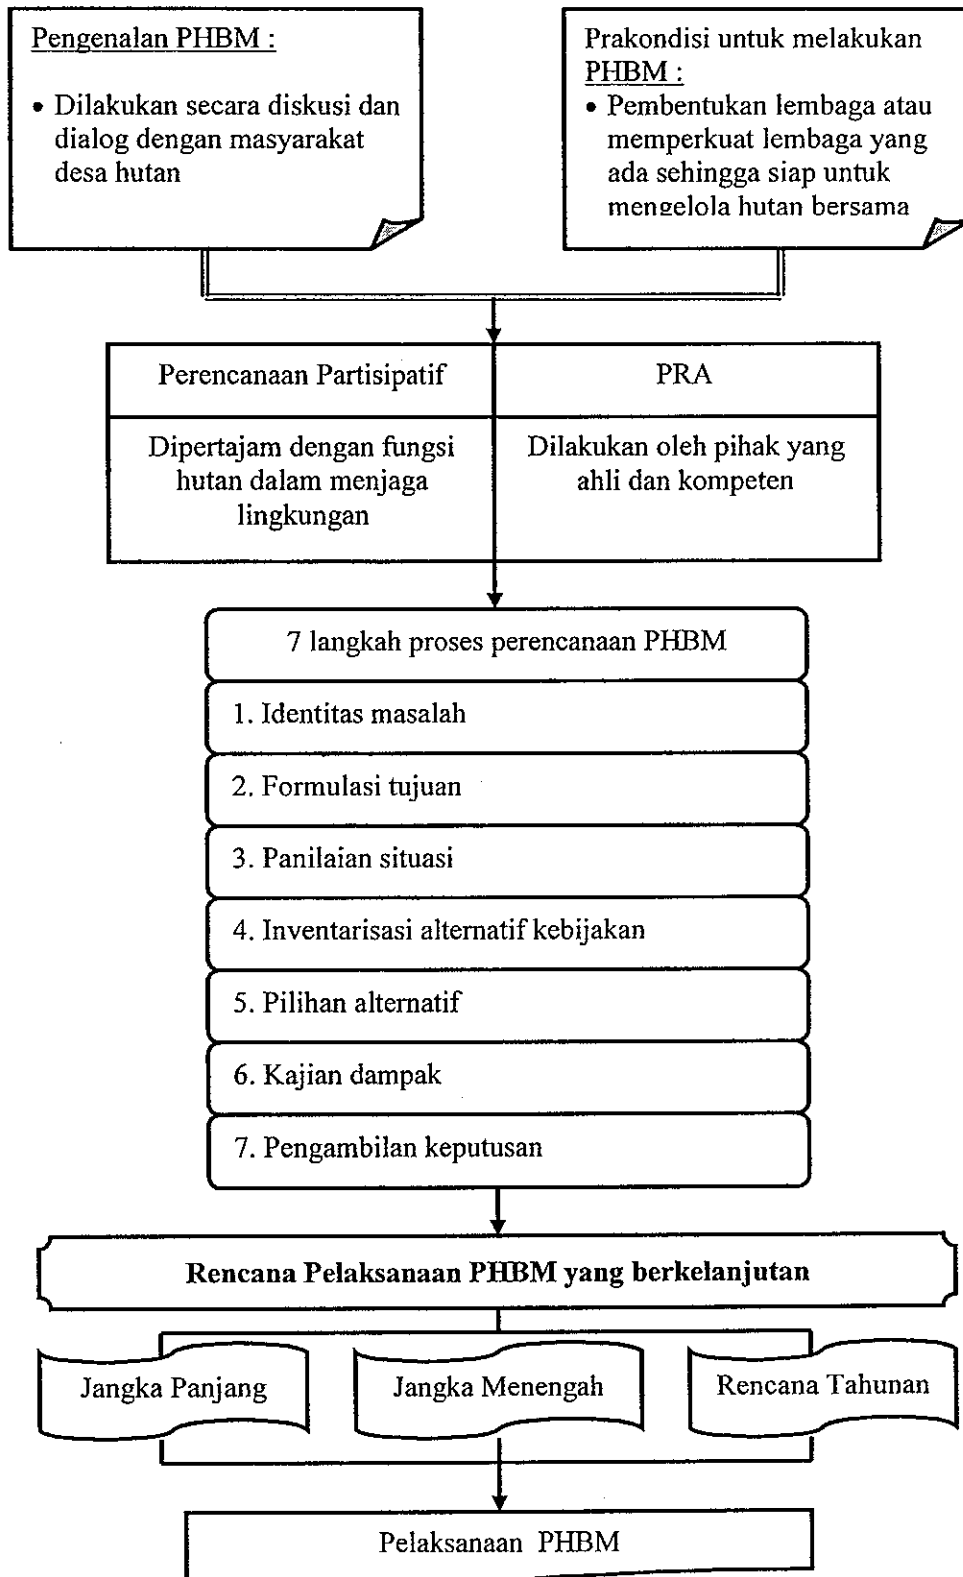 Pengenalan PHBM :
• Dilakukan secara diskusi dan
dialog dengan masyarakat
desa hutan
Prakondisi untuk melakukan
PHBM :
• Pembentukan lembaga atau
memperkuat lembaga yang
ada sehingga siap untuk
mengelola hutan bersama
Perencanaan Partisipatif
PRA
Dipertajam dengan fungsi
hutan dalam menjaga
lingkungan
Dilakukan oleh pihak yang
ahli dan kompeten
7 langkah proses perencanaan PHBM
1. Identitas masalah
2. Formulasi tujuan
3. Panilaian situasi
4. Inventarisasi alternatif kebijakan
5. Pilihan alternatif
6. Kajian dampak
7. Pengambilan keputusan
Rencana Pelaksanaan PHBM yang berkelanjutan
Jangka Panjang
Jangka Menengah
Rencana Tahunan
Pelaksanaan PHBM